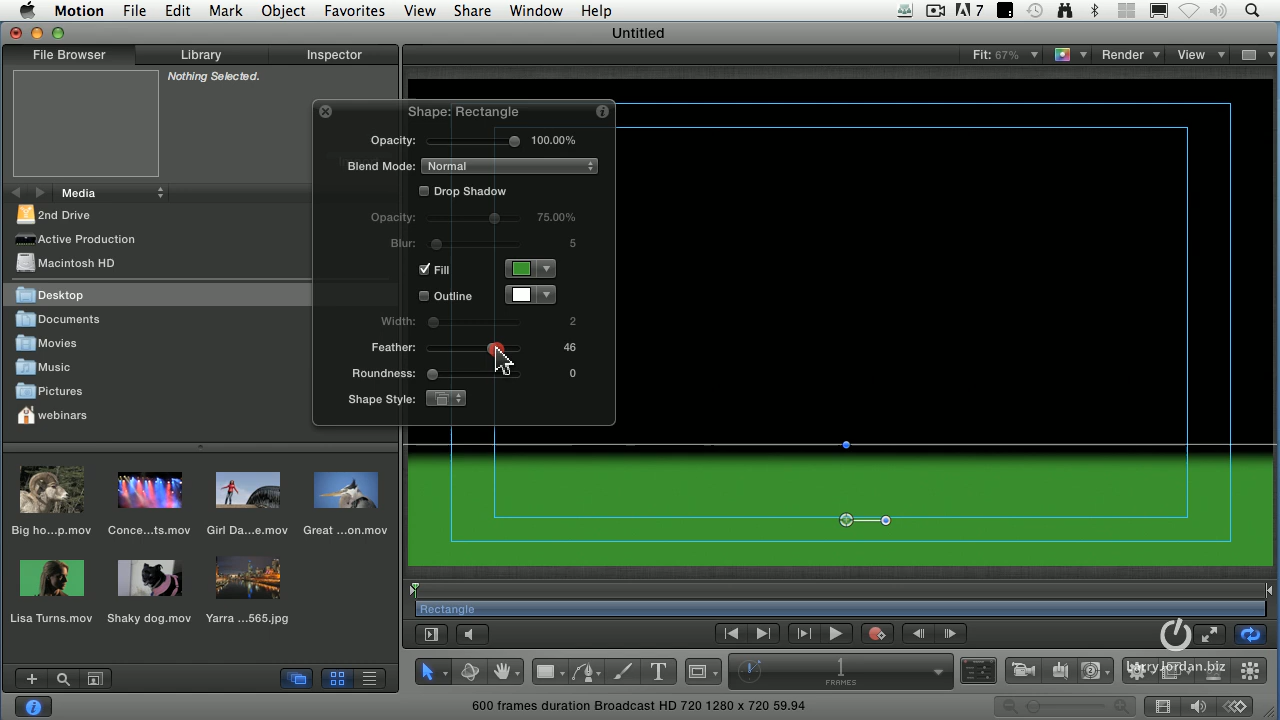 Motion File Edit Mark Object Favorites View Share Window Help 7
Untitled
File Browser Library Inspector Fit: 67% Render View
Nothing Selected.
Shape: Rectangle
Opacity: 100.00%
Blend Mode: Normal
Drop Shadow
Opacity: 75.00%
Blur: 5
Fill
Outline
Width: 2
Feather: 46
Roundness: 0
Shape Style:
Media
2nd Drive
Active Production
Macintosh HD
Desktop
Documents
Movies
Music
Pictures
webinars
Big ho...p.mov Conce...ts.mov Girl Da...e.mov Great ...on.mov
Lisa Turns.mov Shaky dog.mov Yarra ...565.jpg
Rectangle
T 1 FRAMES
larryjordan.biz
600 frames duration Broadcast HD 720 1280 x 720 59.94